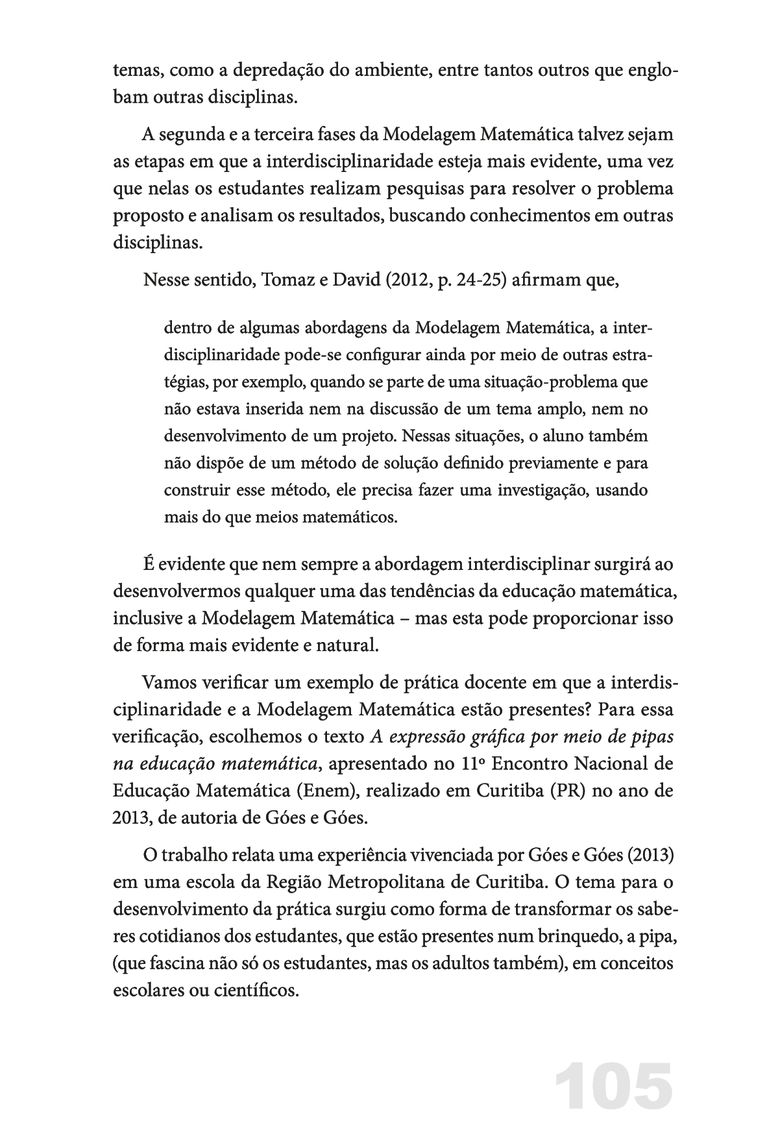 temas, como a depredação do ambiente, entre tantos outros que englo-
bam outras disciplinas.
A segunda e a terceira fases da Modelagem Matemática talvez sejam
as etapas em que a interdisciplinaridade esteja mais evidente, uma vez
que nelas os estudantes realizam pesquisas para resolver o problema
proposto e analisam os resultados, buscando conhecimentos em outras
disciplinas.
Nesse sentido, Tomaz e David (2012, p. 24-25) afirmam que,
dentro de algumas abordagens da Modelagem Matemática, a inter-
disciplinaridade pode-se configurar ainda por meio de outras estra-
tégias, por exemplo, quando se parte de uma situação-problema que
não estava inserida nem na discussão de um tema amplo, nem no
desenvolvimento de um projeto. Nessas situações, o aluno também
não dispõe de um método de solução definido previamente e para
construir esse método, ele precisa fazer uma investigação, usando
mais do que meios matemáticos.
É evidente que nem sempre a abordagem interdisciplinar surgirá ao
desenvolvermos qualquer uma das tendências da educação matemática,
inclusive a Modelagem Matemática – mas esta pode proporcionar isso
de forma mais evidente e natural.
Vamos verificar um exemplo de prática docente em que a interdis-
ciplinaridade e a Modelagem Matemática estão presentes? Para essa
verificação, escolhemos o texto A expressão gráfica por meio de pipas
na educação matemática, apresentado no 11º Encontro Nacional de
Educação Matemática (Enem), realizado em Curitiba (PR) no ano de
2013, de autoria de Góes e Góes.
O trabalho relata uma experiência vivenciada por Góes e Góes (2013)
em uma escola da Região Metropolitana de Curitiba. O tema para o
desenvolvimento da prática surgiu como forma de transformar os sabe-
res cotidianos dos estudantes, que estão presentes num brinquedo, a pipa,
(que fascina não só os estudantes, mas os adultos também), em conceitos
escolares ou científicos.
105